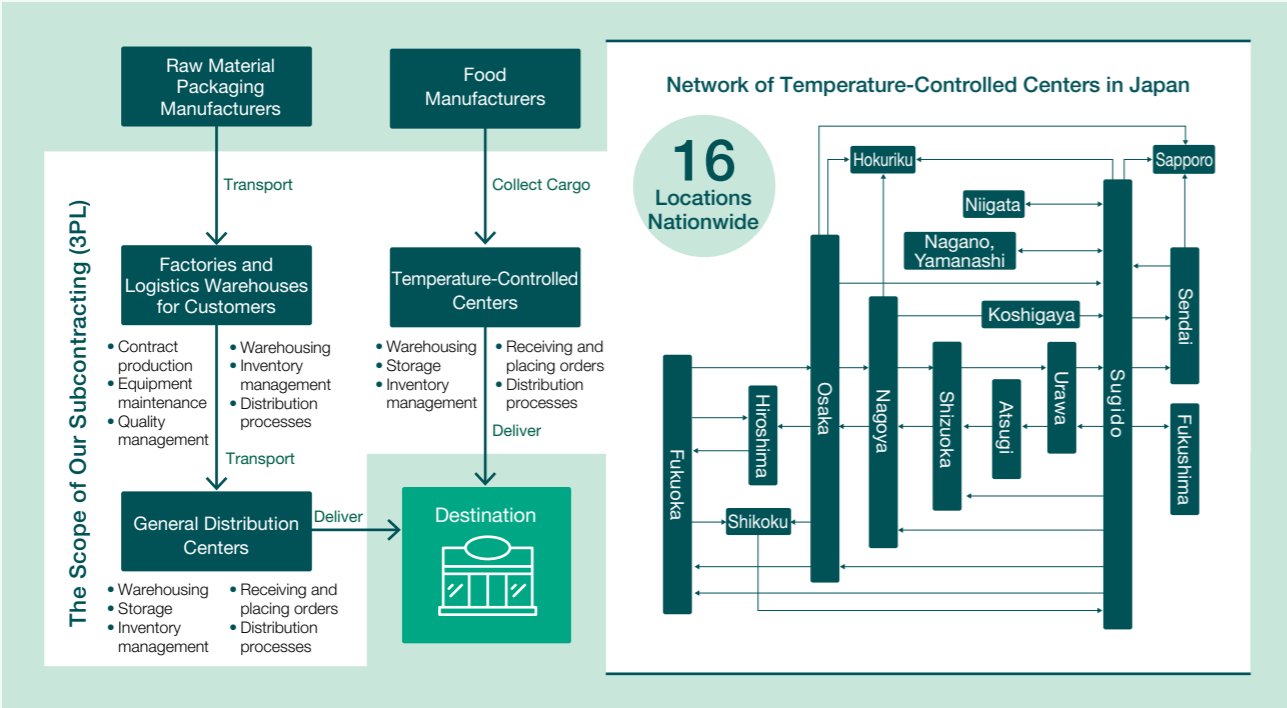 The Scope of Our Subcontracting (3PL)
Raw Material
Packaging
Manufacturers
Transport
Factories and
Logistics Warehouses
for Customers
• Contract
production
• Equipment
maintenance
• Quality
management
• Warehousing
• Inventory
management
• Distribution
processes
Transport
General Distribution
Centers
• Warehousing
• Storage
• Inventory
management
• Receiving and
placing orders
• Distribution
processes
Deliver
Food
Manufacturers
Collect Cargo
Temperature-Controlled
Centers
• Warehousing
• Storage
• Inventory
management
• Receiving and
placing orders
• Distribution
processes
Deliver
Destination
Network of Temperature-Controlled Centers in Japan
16
Locations
Nationwide
Hokuriku
Sapporo
Niigata
Nagano,
Yamanashi
Koshigaya
Sendai
Fukuoka
Hiroshima
Shikoku
Osaka
Nagoya
Shizuoka
Atsugi
Urawa
Sugido
Fukushima